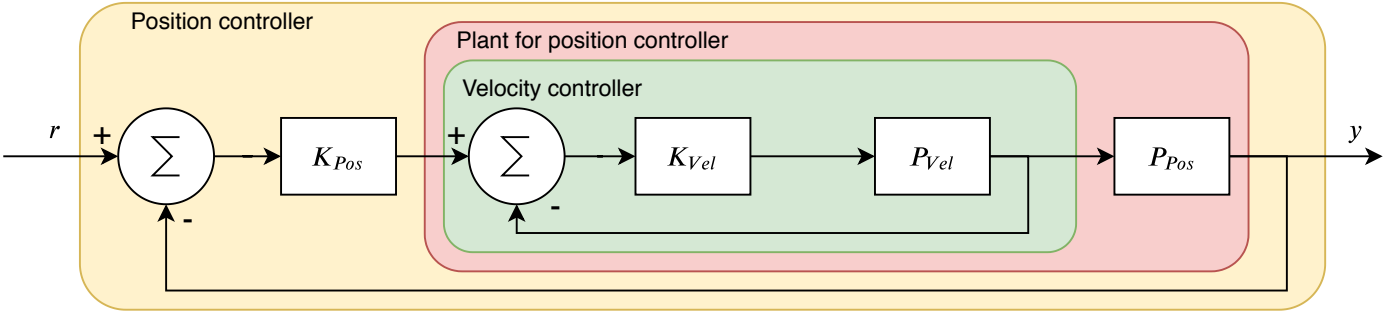 Position controller
Plant for position controller
Velocity controller
r
+
∑
-
K_Pos
+
∑
-
K_Vel
P_Vel
P_Pos
y
-
-